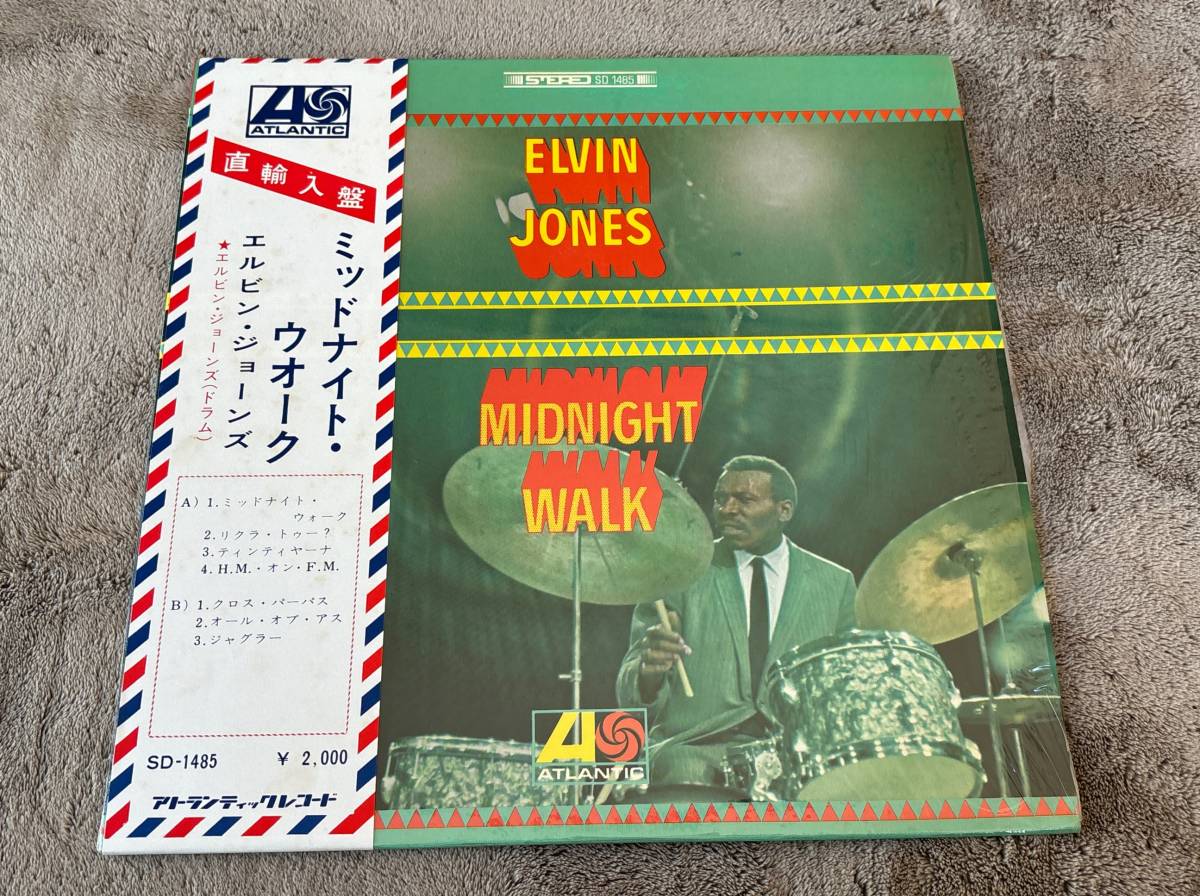 ATLANTIC
直輸入盤
ミッドナイト・
ウオーク
エルビン・ジョーンズ
★エルビン・ジョーンズ(ドラム)
A) 1.ミッドナイト・
ウォーク
2.リクラ・トゥー?
3.ティンティヤーナ
4.H.M.・オン・F.M.
B) 1.クロス・パーパス
2.オール・オブ・アス
3.ジャグラー
SD-1485 ¥ 2,000
アトランティックレコード
STEREO SD 1485
ELVIN
JONES
MIDNIGHT
WALK
ATLANTIC